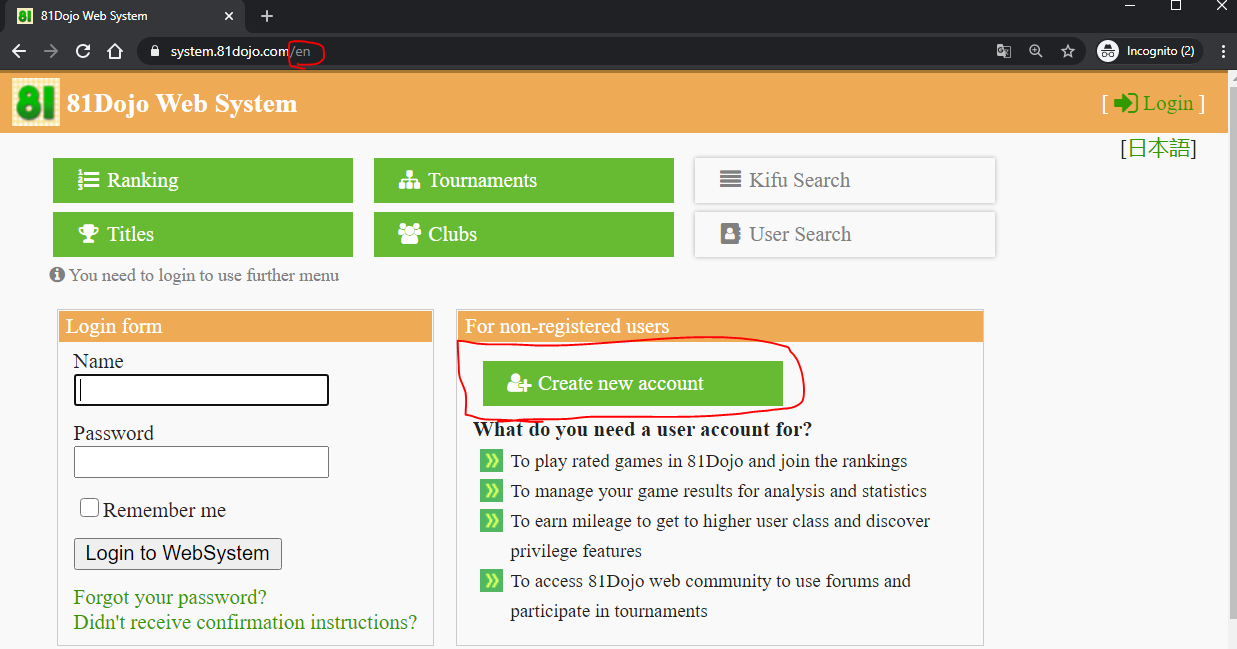 81Dojo Web System
system.81dojo.com/en
Incognito (2)
81 81Dojo Web System
[ Login ]
[日本語]
Ranking
Tournaments
Kifu Search
Titles
Clubs
User Search
You need to login to use further menu
Login form
Name
Password
Remember me
Login to WebSystem
Forgot your password?
Didn't receive confirmation instructions?
For non-registered users
Create new account
What do you need a user account for?
To play rated games in 81Dojo and join the rankings
To manage your game results for analysis and statistics
To earn mileage to get to higher user class and discover
privilege features
To access 81Dojo web community to use forums and
participate in tournaments